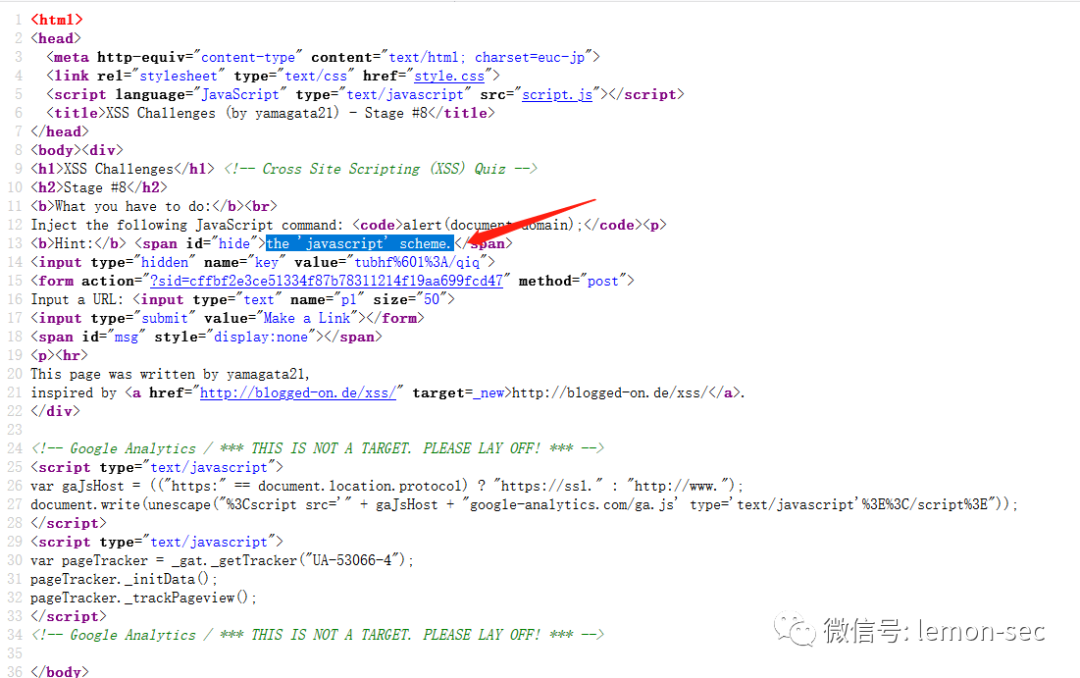 1 <html>
2 <head>
3 <meta http-equiv="content-type" content="text/html; charset=euc-jp">
4 <link rel="stylesheet" type="text/css" href="style.css">
5 <script language="JavaScript" type="text/javascript" src="script.js"></script>
6 <title>XSS Challenges (by yamagata21) - Stage #8</title>
7 </head>
8 <body><div>
9 <h1>XSS Challenges</h1> <!-- Cross Site Scripting (XSS) Quiz -->
10 <h2>Stage #8</h2>
11 <b>What you have to do:</b><br>
12 Inject the following JavaScript command: <code>alert(document.domain);</code><p>
13 <b>Hint:</b> <span id="hide">the 'javascript' scheme.</span>
14 <input type="hidden" name="key" value="tubhf%601%3A/qiq">
15 <form action="?sid=cffbf2e3ce51334f87b78311214f19aa699fcd47" method="post">
16 Input a URL: <input type="text" name="p1" size="50">
17 <input type="submit" value="Make a Link"></form>
18 <span id="msg" style="display:none"></span>
19 <p><hr>
20 This page was written by yamagata21,
21 inspired by <a href="http://blogged-on.de/xss/" target=_new>http://blogged-on.de/xss/</a>.
22 </div>
23
24 <!-- Google Analytics / *** THIS IS NOT A TARGET. PLEASE LAY OFF! *** -->
25 <script type="text/javascript">
26 var gaJsHost = (("https:" == document.location.protocol) ? "https://ssl." : "http://www.");
27 document.write(unescape("%3Cscript src='" + gaJsHost + "google-analytics.com/ga.js' type='text/javascript'%3E%3C/script%3E"));
28 </script>
29 <script type="text/javascript">
30 var pageTracker = _gat._getTracker("UA-53066-4");
31 pageTracker._initData();
32 pageTracker._trackPageview();
33 </script>
34 <!-- Google Analytics / *** THIS IS NOT A TARGET. PLEASE LAY OFF! *** -->
35
36 </body>
微信号: lemon-sec